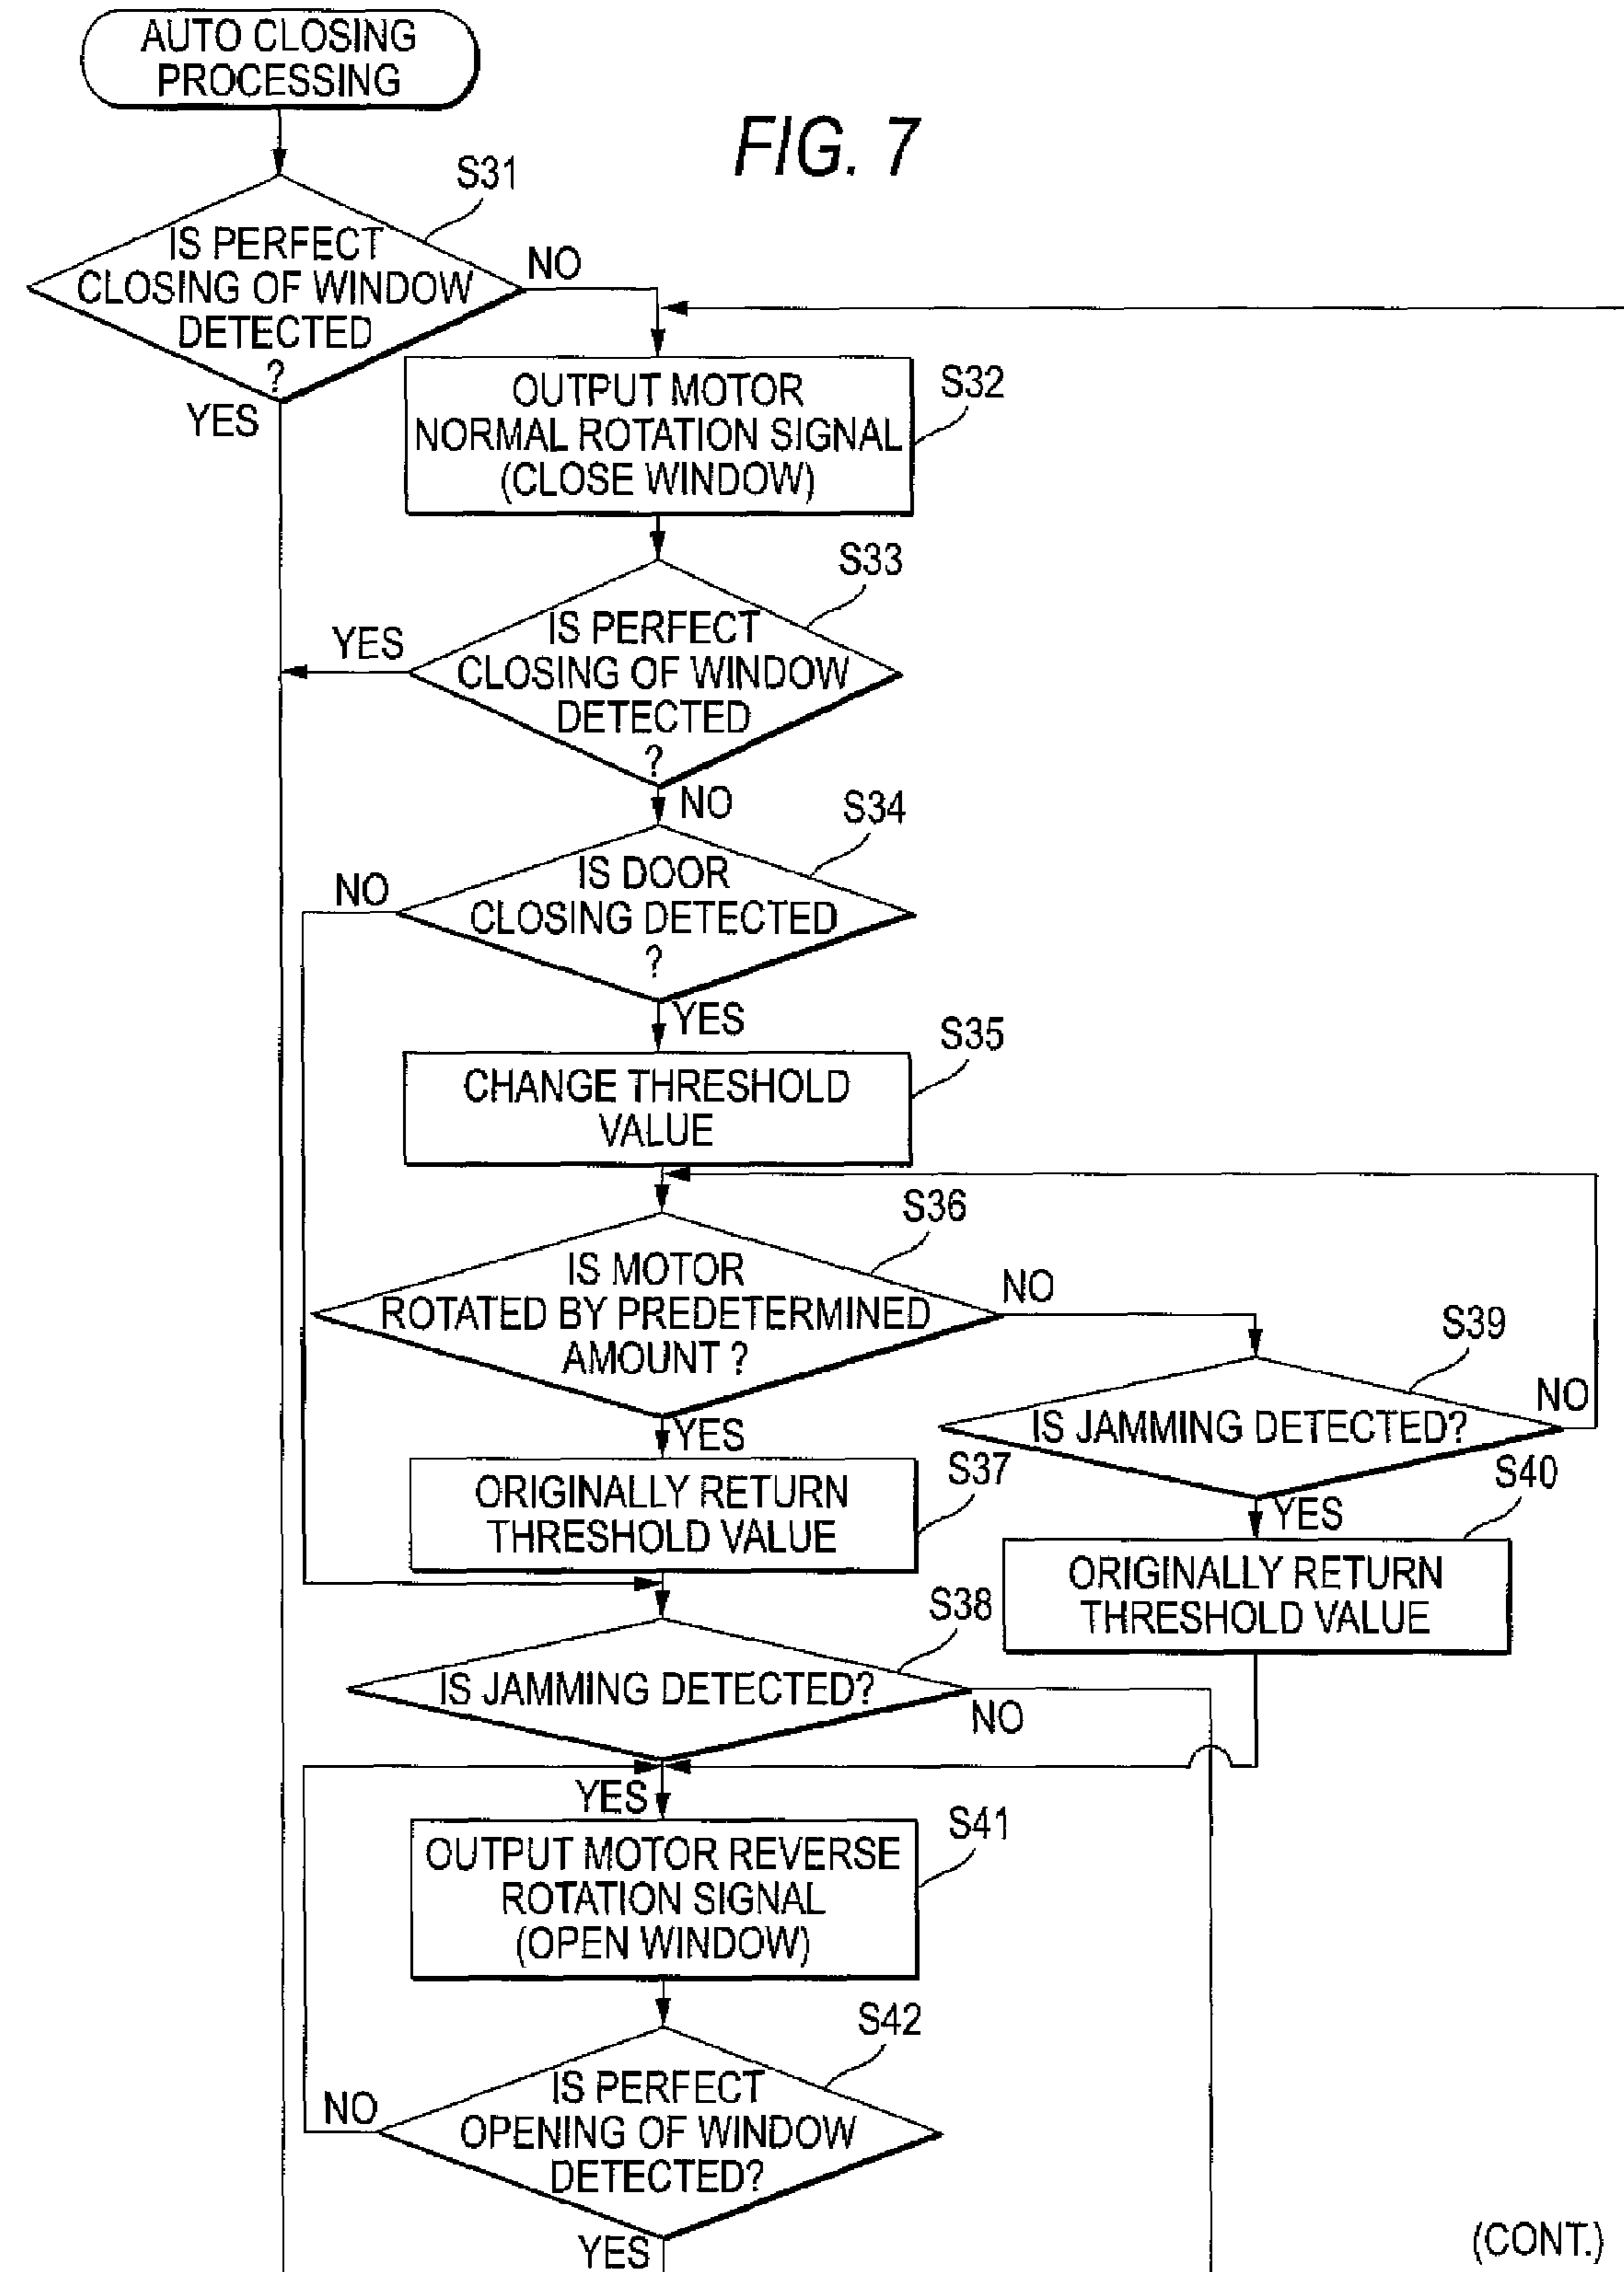 AUTO CLOSING
PROCESSING
FIG. 7
S31
IS PERFECT
CLOSING OF WINDOW
DETECTED
?
NO
YES
S32
OUTPUT MOTOR
NORMAL ROTATION SIGNAL
(CLOSE WINDOW)
S33
IS PERFECT
CLOSING OF WINDOW
DETECTED
?
YES
NO
S34
IS DOOR
CLOSING DETECTED
?
NO
YES
S35
CHANGE THRESHOLD
VALUE
S36
IS MOTOR
ROTATED BY PREDETERMINED
AMOUNT ?
NO
YES
S39
IS JAMMING DETECTED?
NO
YES
S37
ORIGINALLY RETURN
THRESHOLD VALUE
S40
ORIGINALLY RETURN
THRESHOLD VALUE
S38
IS JAMMING DETECTED?
NO
YES
S41
OUTPUT MOTOR REVERSE
ROTATION SIGNAL
(OPEN WINDOW)
S42
IS PERFECT
OPENING OF WINDOW
DETECTED?
NO
YES
(CONT.)